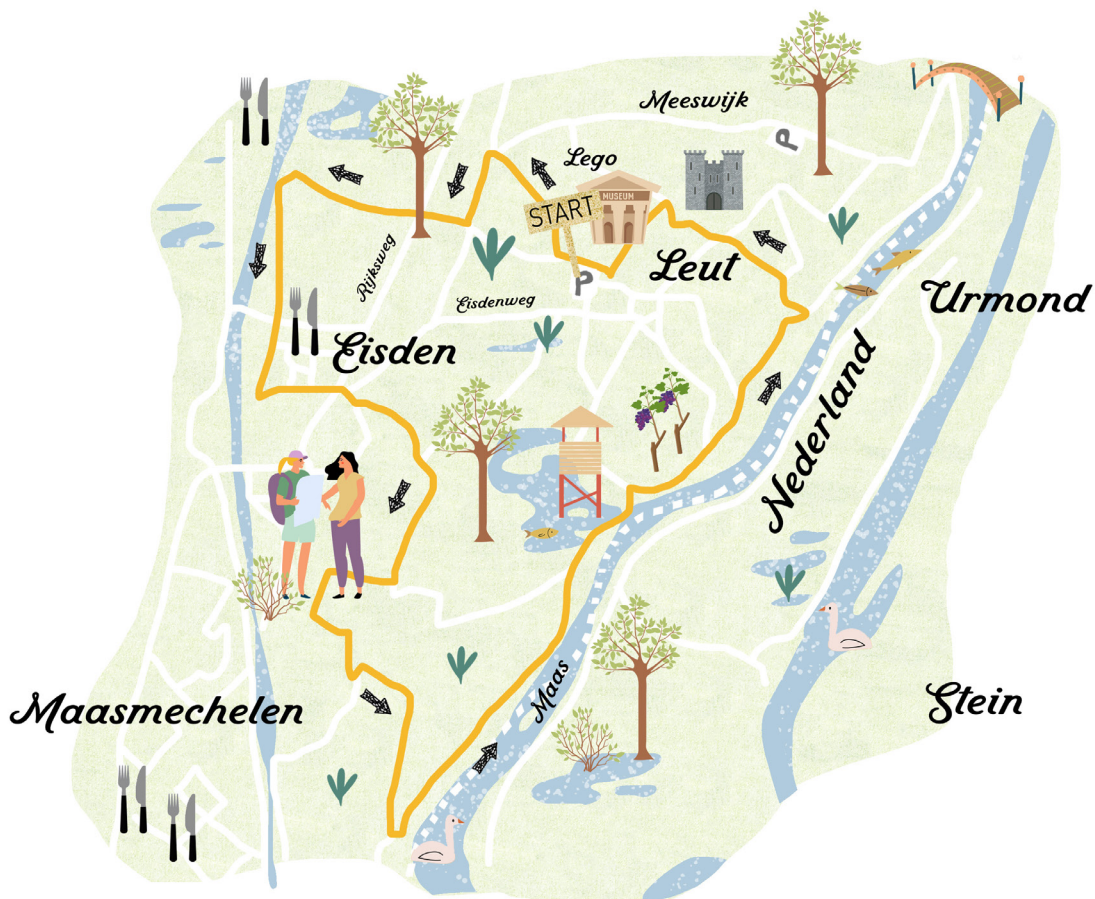 Meeswijk
P
Lego
MUSEUM
START
Leut
P
Rijksweg
Eisdenweg
Urmond
Eisden
Nederland
Maas
Maasmechelen
Stein